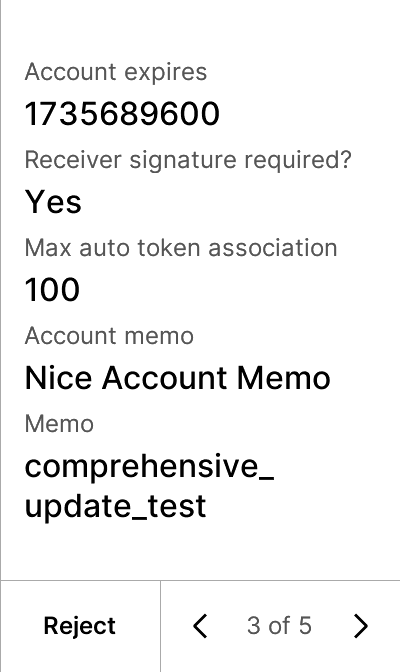 Account expires
1735689600
Receiver signature required?
Yes
Max auto token association
100
Account memo
Nice Account Memo
Memo
comprehensive_
update_test
Reject
3 of 5